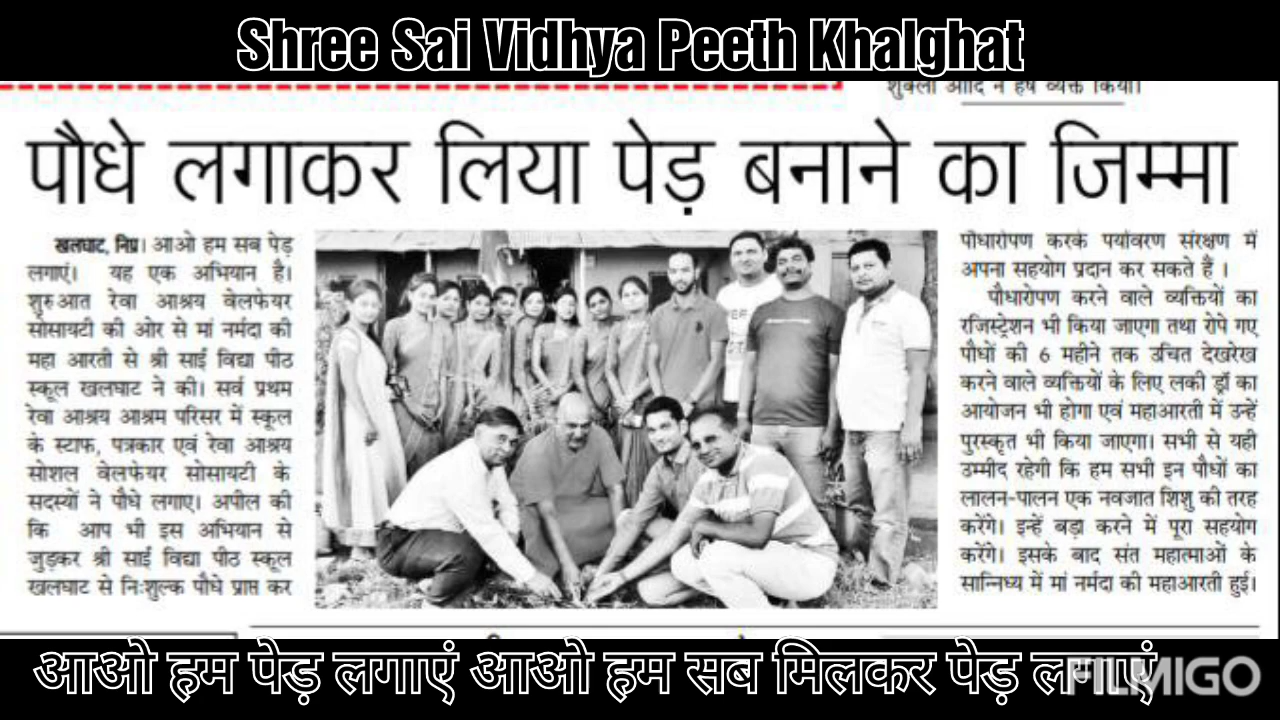 Shree Sai Vidhya Peeth Khalghat
शुक्ला आदि ने हर्ष व्यक्त किया।
पौधे लगाकर लिया पेड़ बनाने का जिम्मा
खलघाट, निप्र। आओ हम सब पेड़
लगाएं। यह एक अभियान है।
शुरुआत रेवा आश्रय वेलफेयर
सोसायटी की ओर से मां नर्मदा की
महा आरती से श्री साई विद्या पीठ
स्कूल खलघाट ने की। सर्व प्रथम
रेवा आश्रय आश्रम परिसर में स्कूल
के स्टाफ, पत्रकार एवं रेवा आश्रय
सोशल वेलफेयर सोसायटी के
सदस्यों ने पौधे लगाए। अपील की
कि आप भी इस अभियान से
जुड़कर श्री साई विद्या पीठ स्कूल
खलघाट से निःशुल्क पौधे प्राप्त कर
पौधारोपण करके पर्यावरण संरक्षण में
अपना सहयोग प्रदान कर सकते हैं ।
पौधारोपण करने वाले व्यक्तियों का
रजिस्ट्रेशन भी किया जाएगा तथा रोपे गए
पौधों की 6 महीने तक उचित देखरेख
करने वाले व्यक्तियों के लिए लकी ड्रॉ का
आयोजन भी होगा एवं महाआरती में उन्हें
पुरस्कृत भी किया जाएगा। सभी से यही
उम्मीद रहेगी कि हम सभी इन पौधों का
लालन-पालन एक नवजात शिशु की तरह
करेंगे। इन्हें बड़ा करने में पूरा सहयोग
करेंगे। इसके बाद संत महात्माओं के
सान्निध्य में मां नर्मदा की महाआरती हुई।
आओ हम पेड़ लगाएं आओ हम सब मिलकर पेड़ लगाएं
FILMIGO